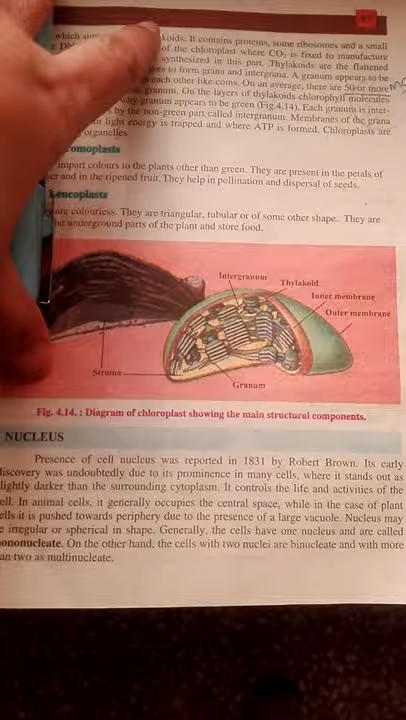 which
koids. It contains proteins, some ribosomes and a small
of the chloroplast where CO2 is fixed to manufacture
synthesized in this part. Thylakoids are the flattened
to form grana and intergrana. A granum appears to be
each other like coins. On an average, there are 50 or more
granum. On the layers of thylakoids chlorophyll molecules
why granum appears to be green (Fig.4.14). Each granum is inter-
by the non-green part called intergranum. Membranes of the grana
light energy is trapped and where ATP is formed. Chloroplasts are
organelles
romoplasts
impart colours to the plants other than green. They are present in the petals of
and in the ripened fruit. They help in pollination and dispersal of seeds.
Leucoplasts
are colourless. They are triangular, tubular or of some other shape. They are
he underground parts of the plant and store food.
Intergranum
Thylakoid
Inner membrane
Outer membrane
Stroma
Granum
Fig. 4.14. : Diagram of chloroplast showing the main structural components.
NUCLEUS
Presence of cell nucleus was reported in 1831 by Robert Brown. Its early
discovery was undoubtedly due to its prominence in many cells, where it stands out as
lightly darker than the surrounding cytoplasm. It controls the life and activities of the
ell. In animal cells, it generally occupies the central space, while in the case of plant
ells it is pushed towards periphery due to the presence of a large vacuole. Nucleus may
e irregular or spherical in shape. Generally, the cells have one nucleus and are called
ononucleate. On the other hand, the cells with two nuclei are binucleate and with more
an two as multinucleate.